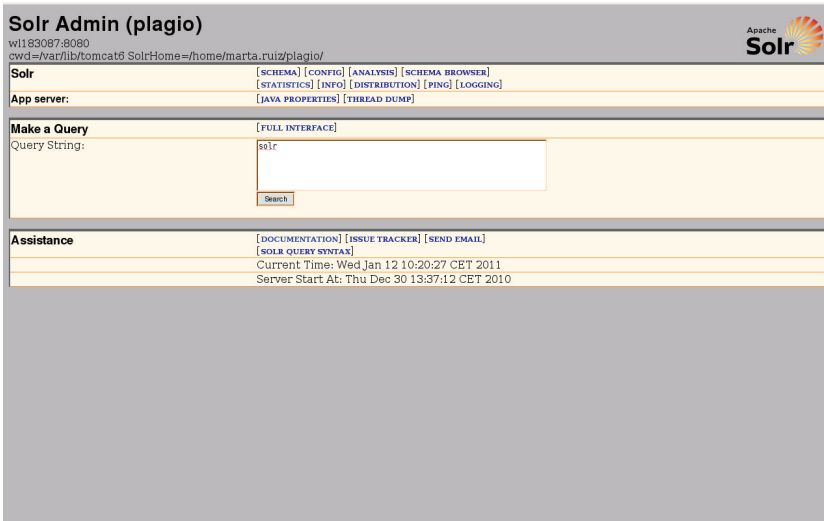 Solr Admin (plagio)
wl183087:8080
cwd=/var/lib/tomcat6 SolrHome=/home/marta.ruiz/plagio/
Apache
Solr
Solr
[SCHEMA] [CONFIG] [ANALYSIS] [SCHEMA BROWSER]
[STATISTICS] [INFO] [DISTRIBUTION] [PING] [LOGGING]
App server:
[JAVA PROPERTIES] [THREAD DUMP]
Make a Query
[FULL INTERFACE]
Query String:
solr
Search
Assistance
[DOCUMENTATION] [ISSUE TRACKER] [SEND EMAIL]
[SOLR QUERY SYNTAX]
Current Time: Wed Jan 12 10:20:27 CET 2011
Server Start At: Thu Dec 30 13:37:12 CET 2010